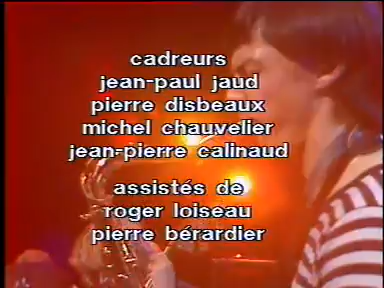 cadreurs
jean-paul jaud
pierre disbeaux
michel chauvelier
jean-pierre calinaud
assistés de
roger loiseau
pierre bérardier